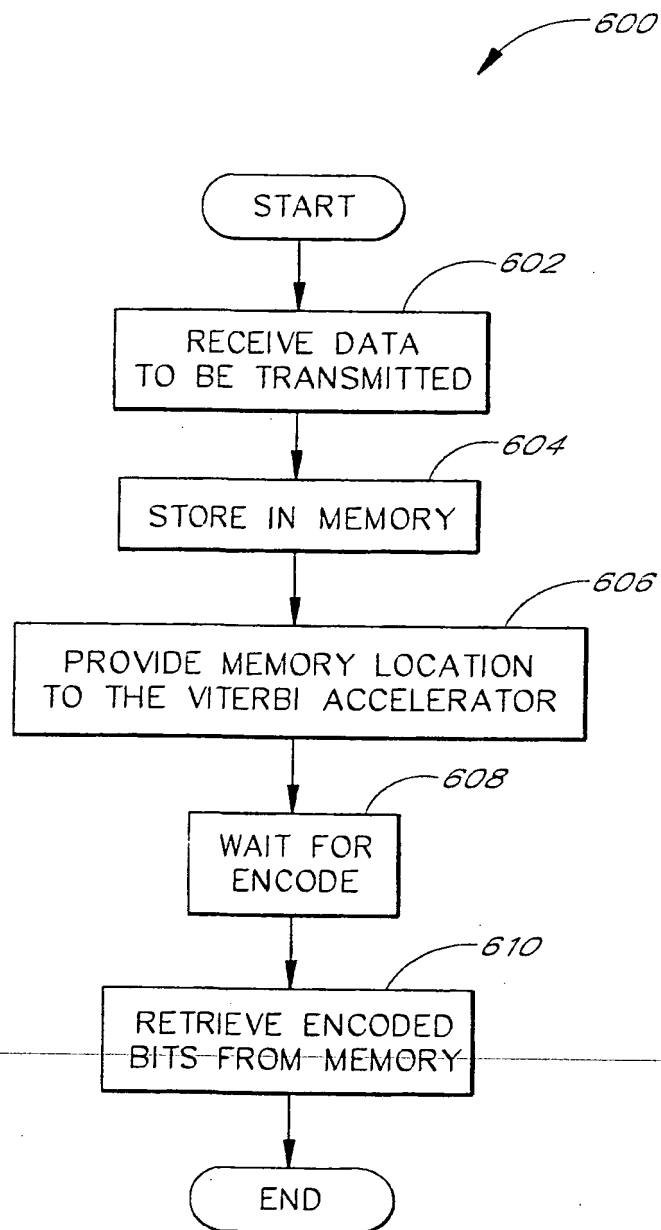 600
START
602
RECEIVE DATA
TO BE TRANSMITTED
604
STORE IN MEMORY
606
PROVIDE MEMORY LOCATION
TO THE VITERBI ACCELERATOR
608
WAIT FOR
ENCODE
610
RETRIEVE ENCODED
BITS FROM MEMORY
END